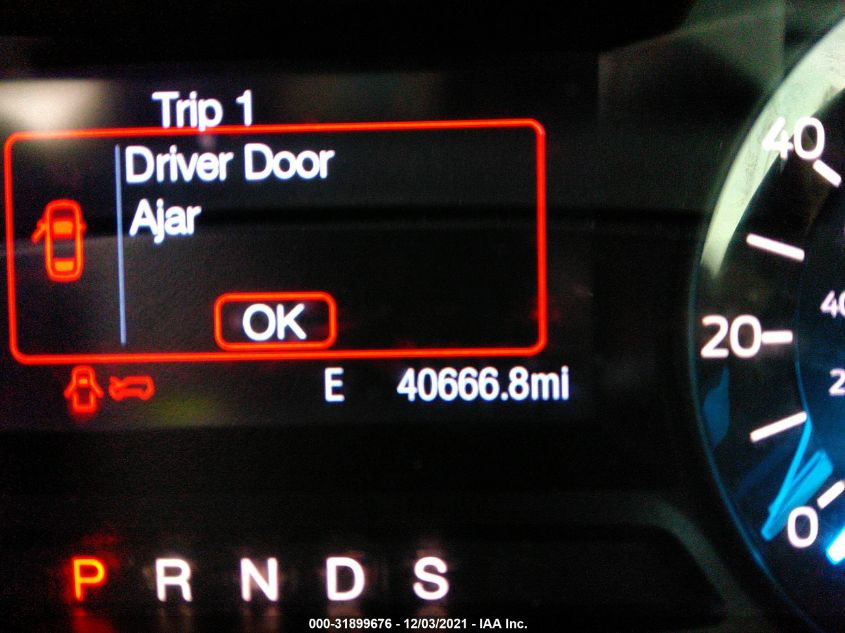 Trip 1
Driver Door
Ajar
OK
E 40666.8mi
P R N D S
40
20
0
000-31899676 - 12/03/2021 - IAA Inc.